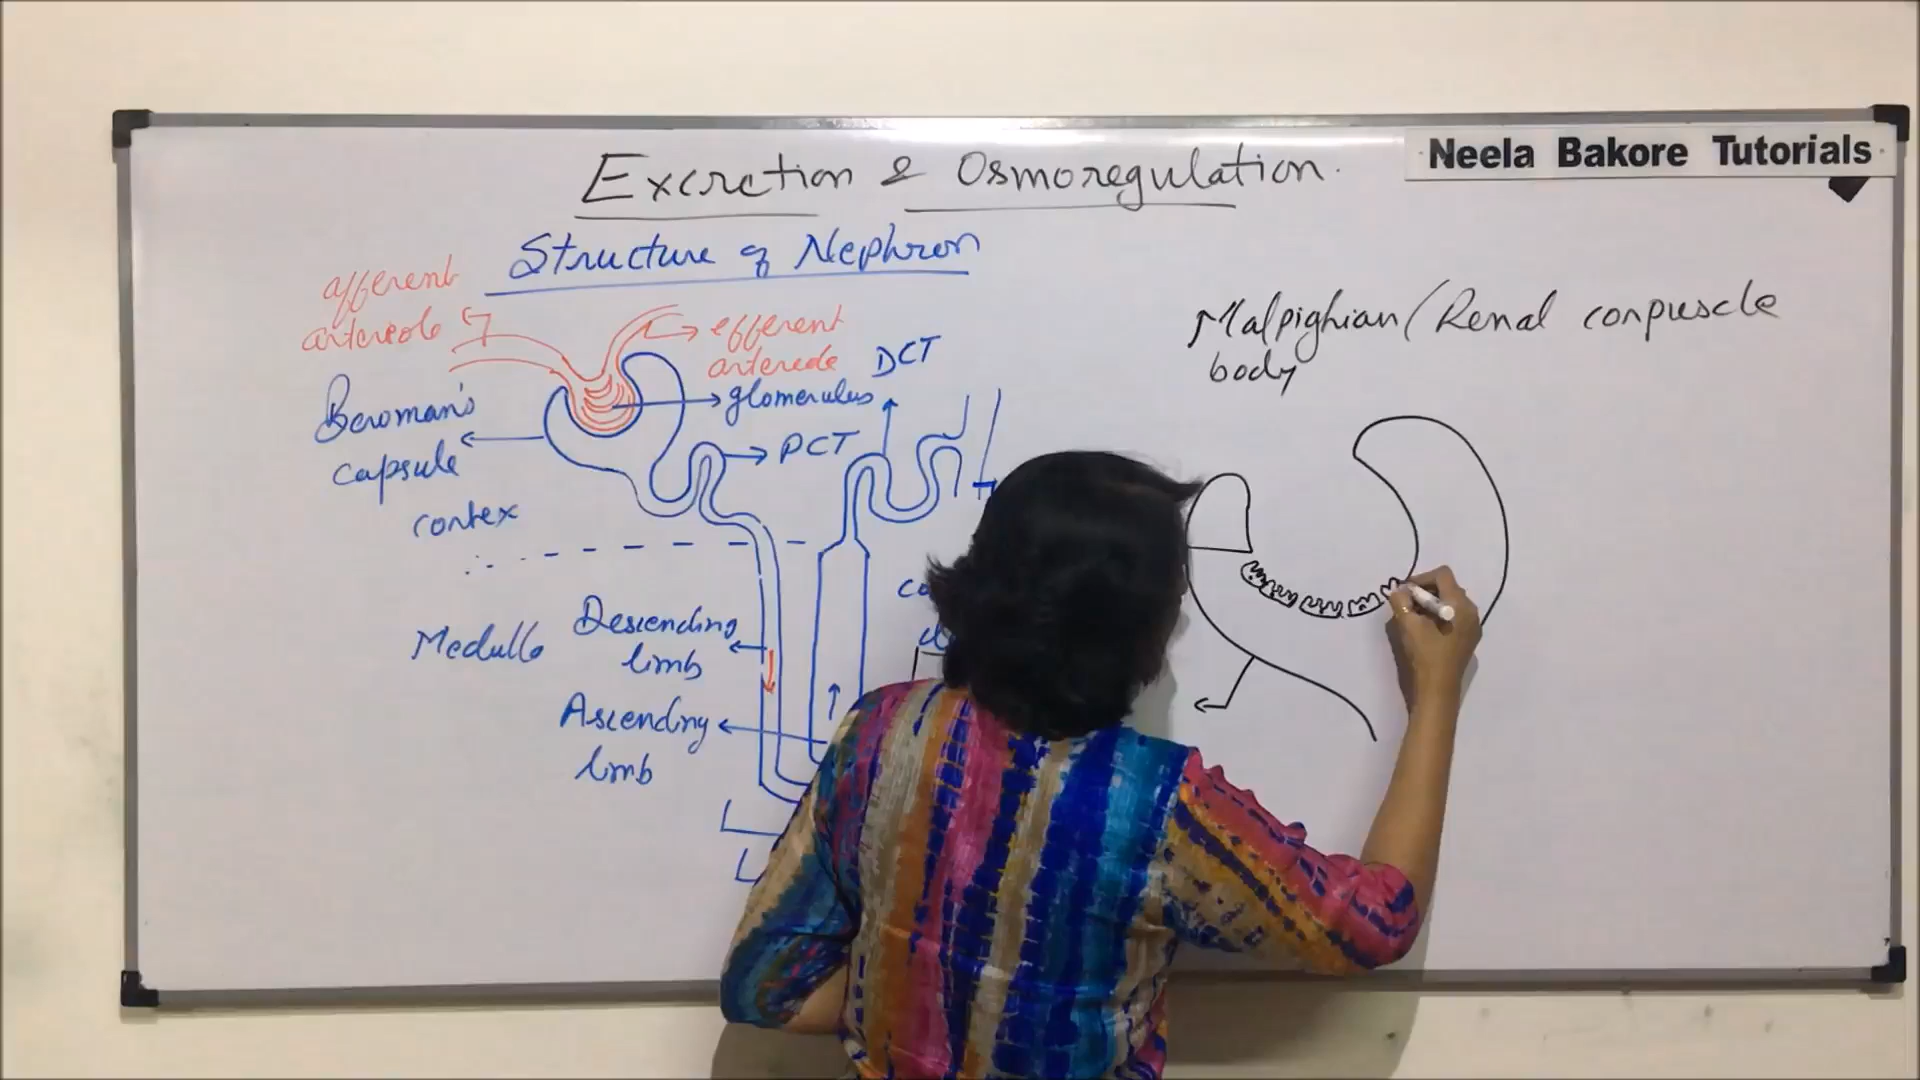 Neela Bakore Tutorials
Excretion & Osmoregulation.
Structure of Nephron
afferent
arteriole
efferent
arteriole
DCT
glomerulus
Bowman's
capsule
PCT
cortex
Medulla
Descending
limb
Ascending
limb
Malpighian/Renal corpuscle
body